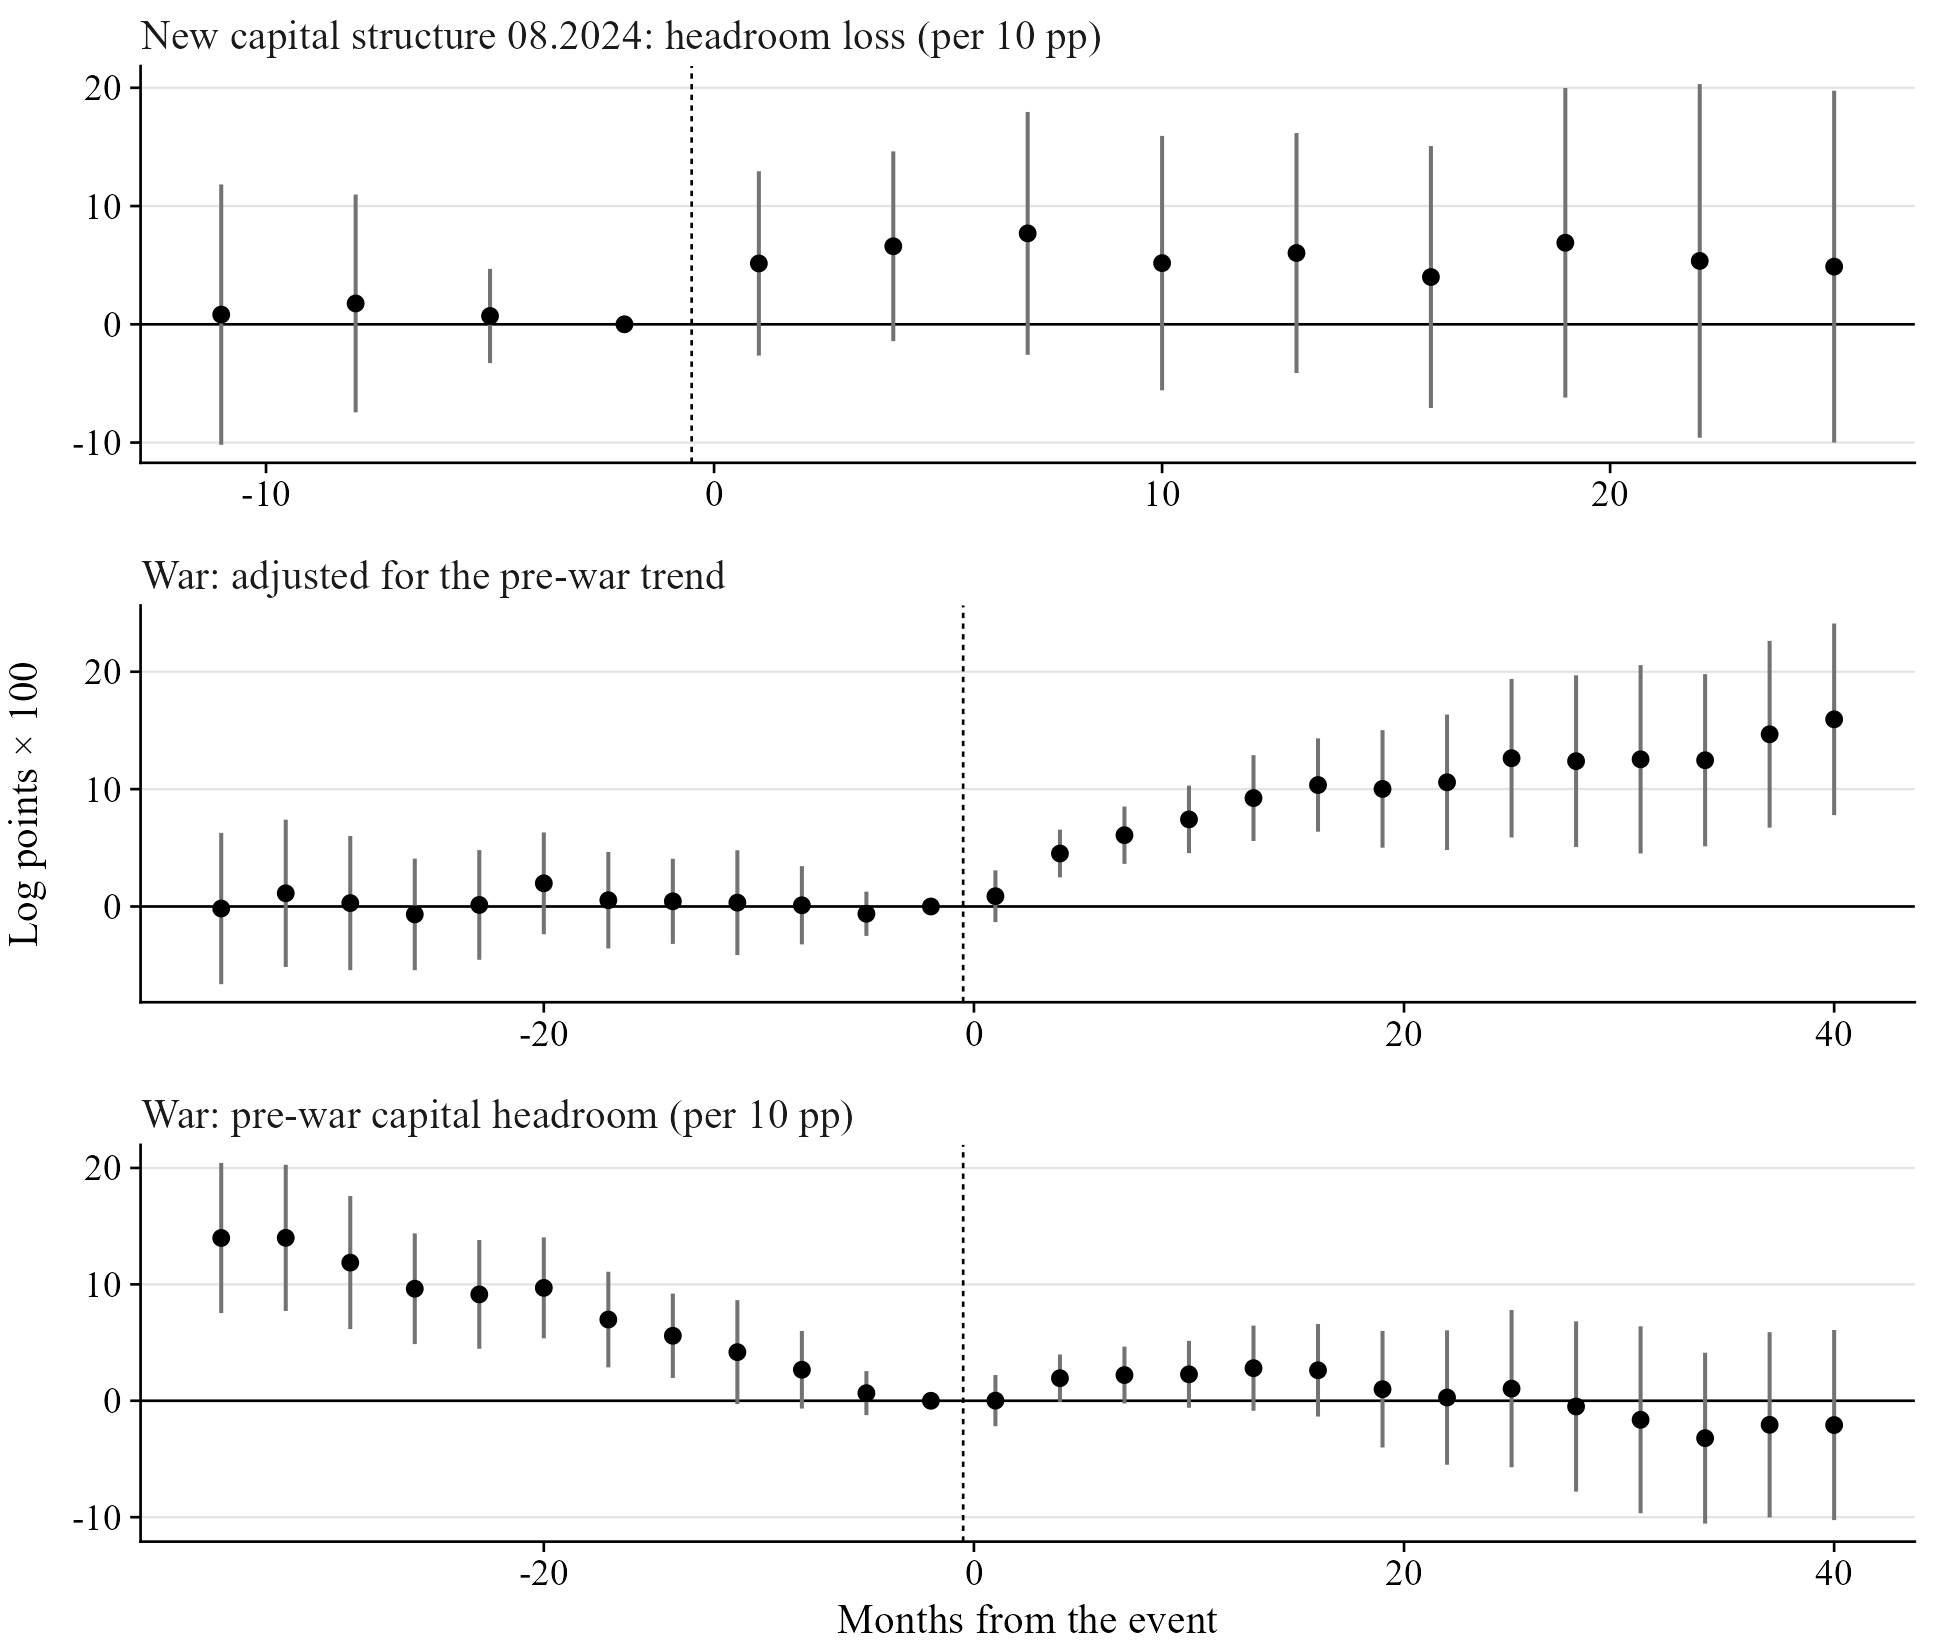 New capital structure 08.2024: headroom loss (per 10 pp)
20
10
0
-10
-10 0 10 20
War: adjusted for the pre-war trend
20
10
0
-20 0 20 40
Log points × 100
War: pre-war capital headroom (per 10 pp)
20
10
0
-10
-20 0 20 40
Months from the event